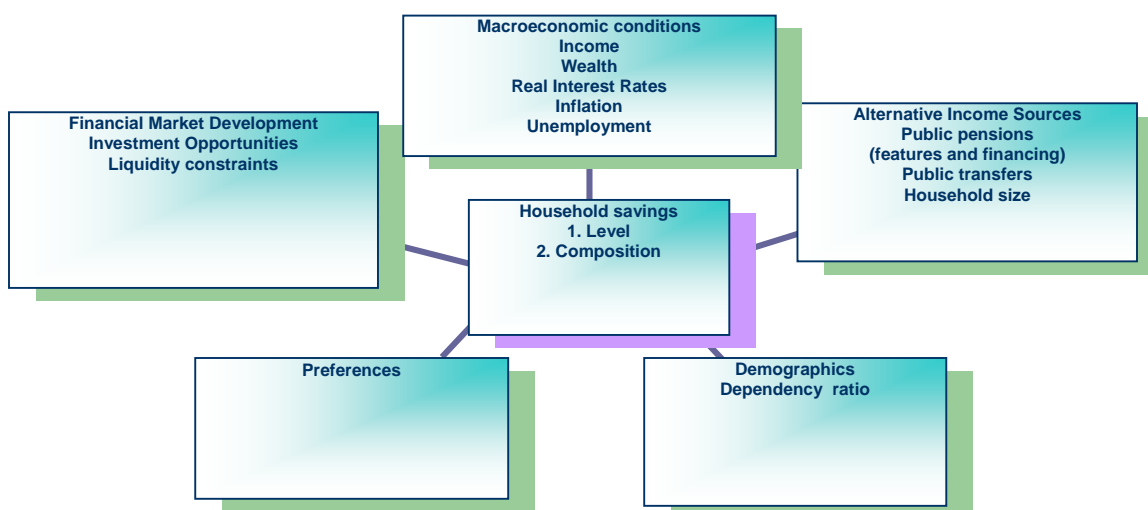 Macroeconomic conditions
Income
Wealth
Real Interest Rates
Inflation
Unemployment
Financial Market Development
Investment Opportunities
Liquidity constraints
Alternative Income Sources
Public pensions
(features and financing)
Public transfers
Household size
Household savings
1. Level
2. Composition
Preferences
Demographics
Dependency ratio